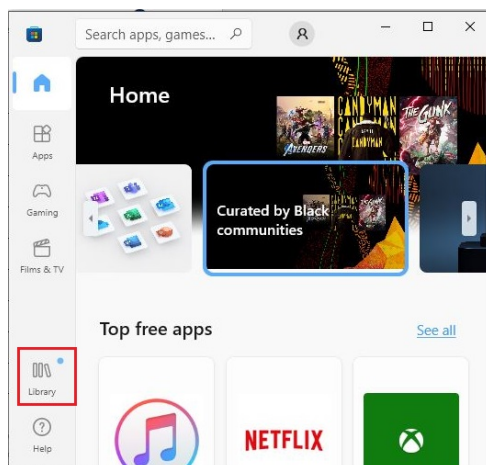 Search apps, games...
Home
Apps
Gaming
Films & TV
AVENGERS
CANDYMAN
CANDYMAN
THE GUNK
Curated by Black
communities
Top free apps
See all
Library
NETFLIX
Help